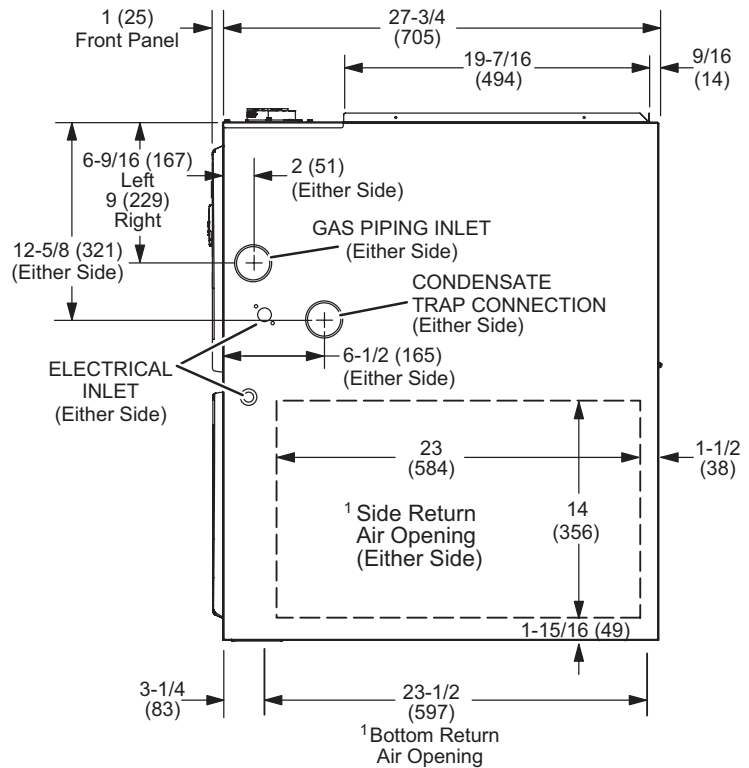 1 (25)
Front Panel
27-3/4
(705)
19-7/16
(494)
9/16
(14)
6-9/16 (167)
Left
9 (229)
Right
2 (51)
(Either Side)
12-5/8 (321)
(Either Side)
GAS PIPING INLET
(Either Side)
CONDENSATE
TRAP CONNECTION
(Either Side)
6-1/2 (165)
(Either Side)
ELECTRICAL
INLET
(Either Side)
23
(584)
1-1/2
(38)
1 Side Return
Air Opening
(Either Side)
14
(356)
1-15/16 (49)
3-1/4
(83)
23-1/2
(597)
1 Bottom Return
Air Opening